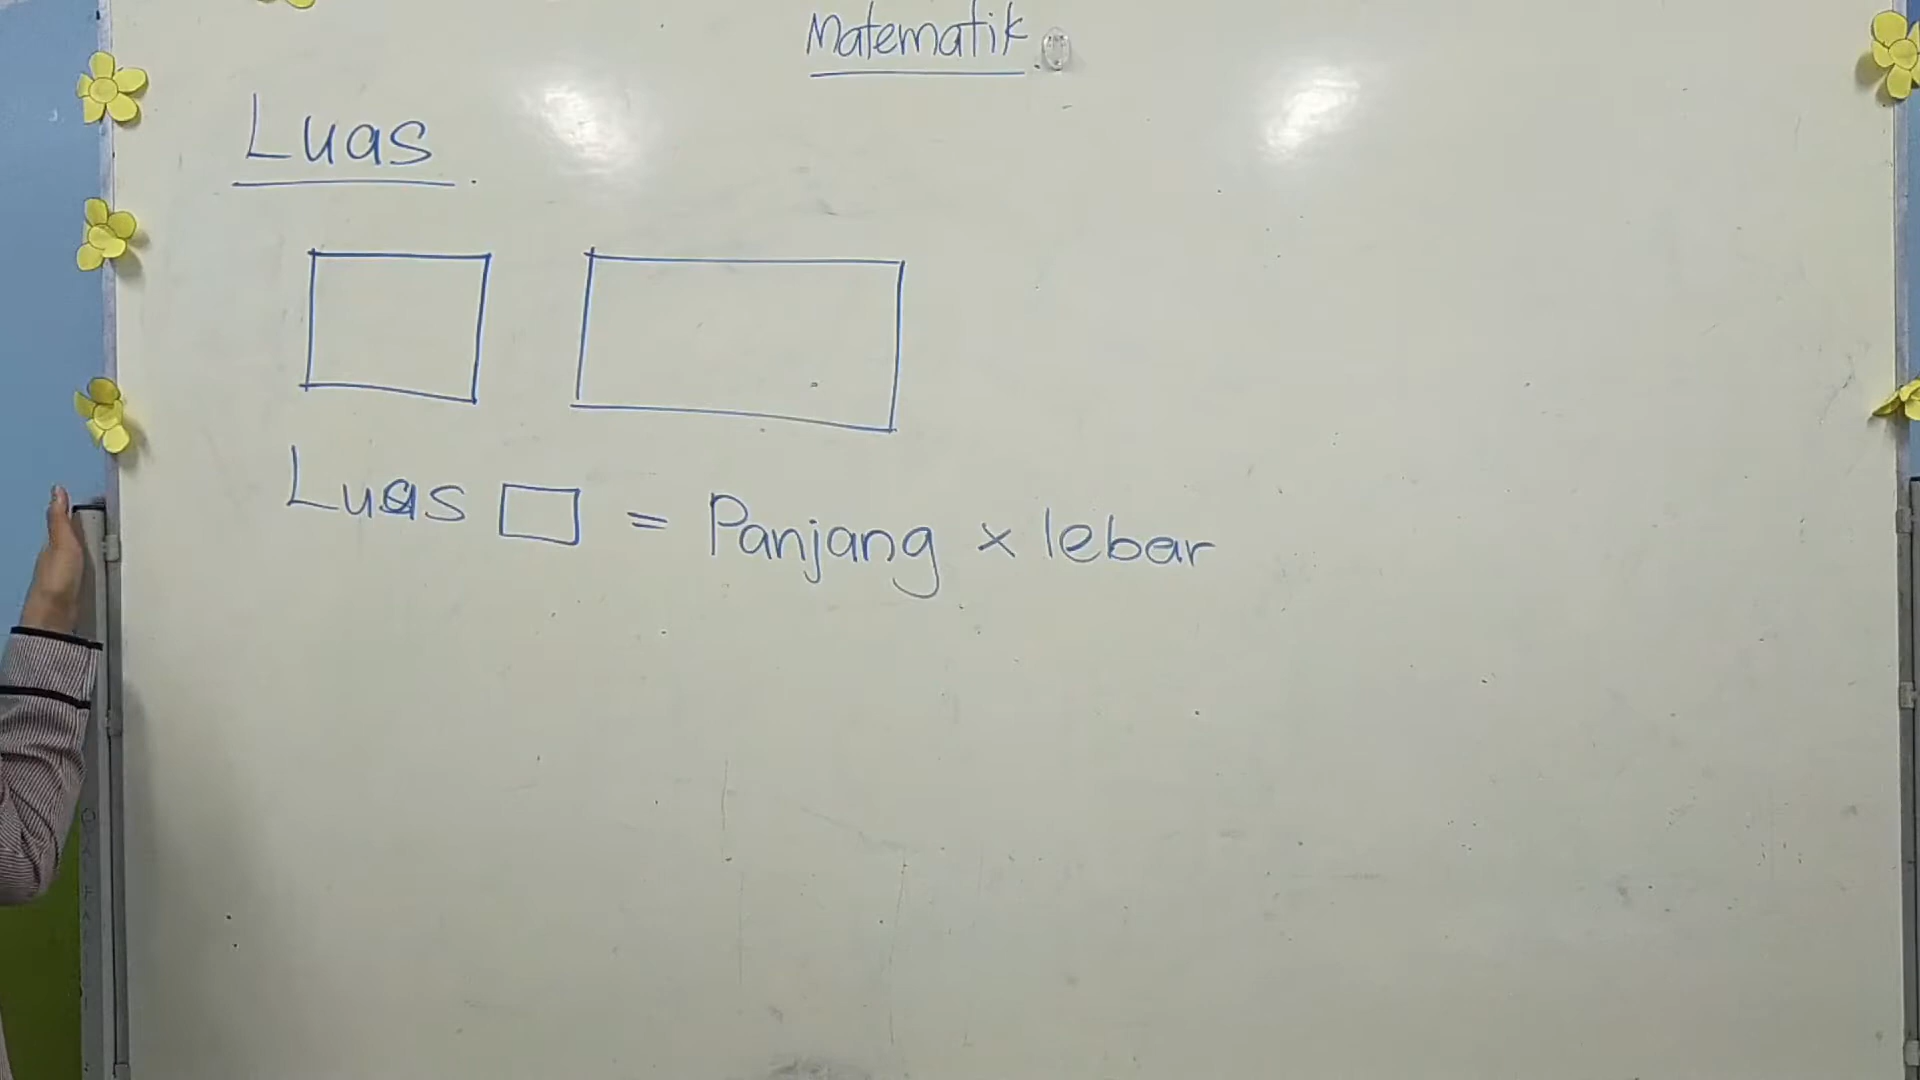 Matematik
Luas
Luas □ = Panjang × lebar